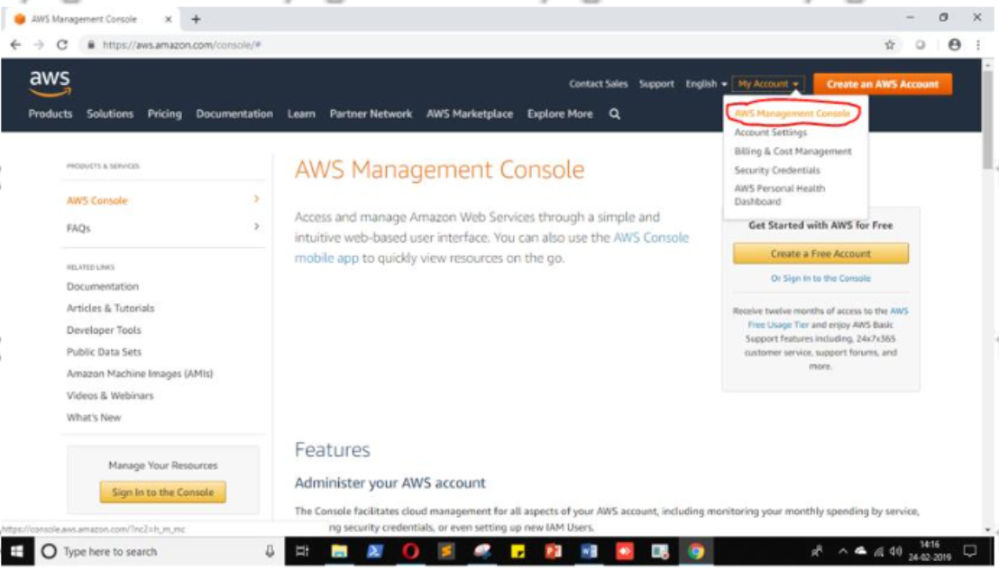 AWS Management Console
https://aws.amazon.com/console/#
aws
Contact Sales Support English My Account Create an AWS Account
Products Solutions Pricing Documentation Learn Partner Network AWS Marketplace Explore More
AWS Management Console
Account Settings
Billing & Cost Management
Security Credentials
AWS Personal Health
Dashboard
PRODUCTS & SERVICES
AWS Console
FAQs
RELATED LINKS
Documentation
Articles & Tutorials
Developer Tools
Public Data Sets
Amazon Machine Images (AMIs)
Videos & Webinars
What's New
Manage Your Resources
Sign In to the Console
AWS Management Console
Access and manage Amazon Web Services through a simple and
intuitive web-based user interface. You can also use the AWS Console
mobile app to quickly view resources on the go.
Get Started with AWS for Free
Create a Free Account
Or Sign In to the Console
Receive twelve months of access to the AWS
Free Usage Tier and enjoy AWS Basic
Support features including, 24x7x365
customer service, support forums, and
more.
Features
Administer your AWS account
The Console facilitates cloud management for all aspects of your AWS account, including monitoring your monthly spending by service,
ng security credentials, or even setting up new IAM Users.
https://console.aws.amazon.com/?nc2=h_m_mc
Type here to search
14:16
24-02-2019